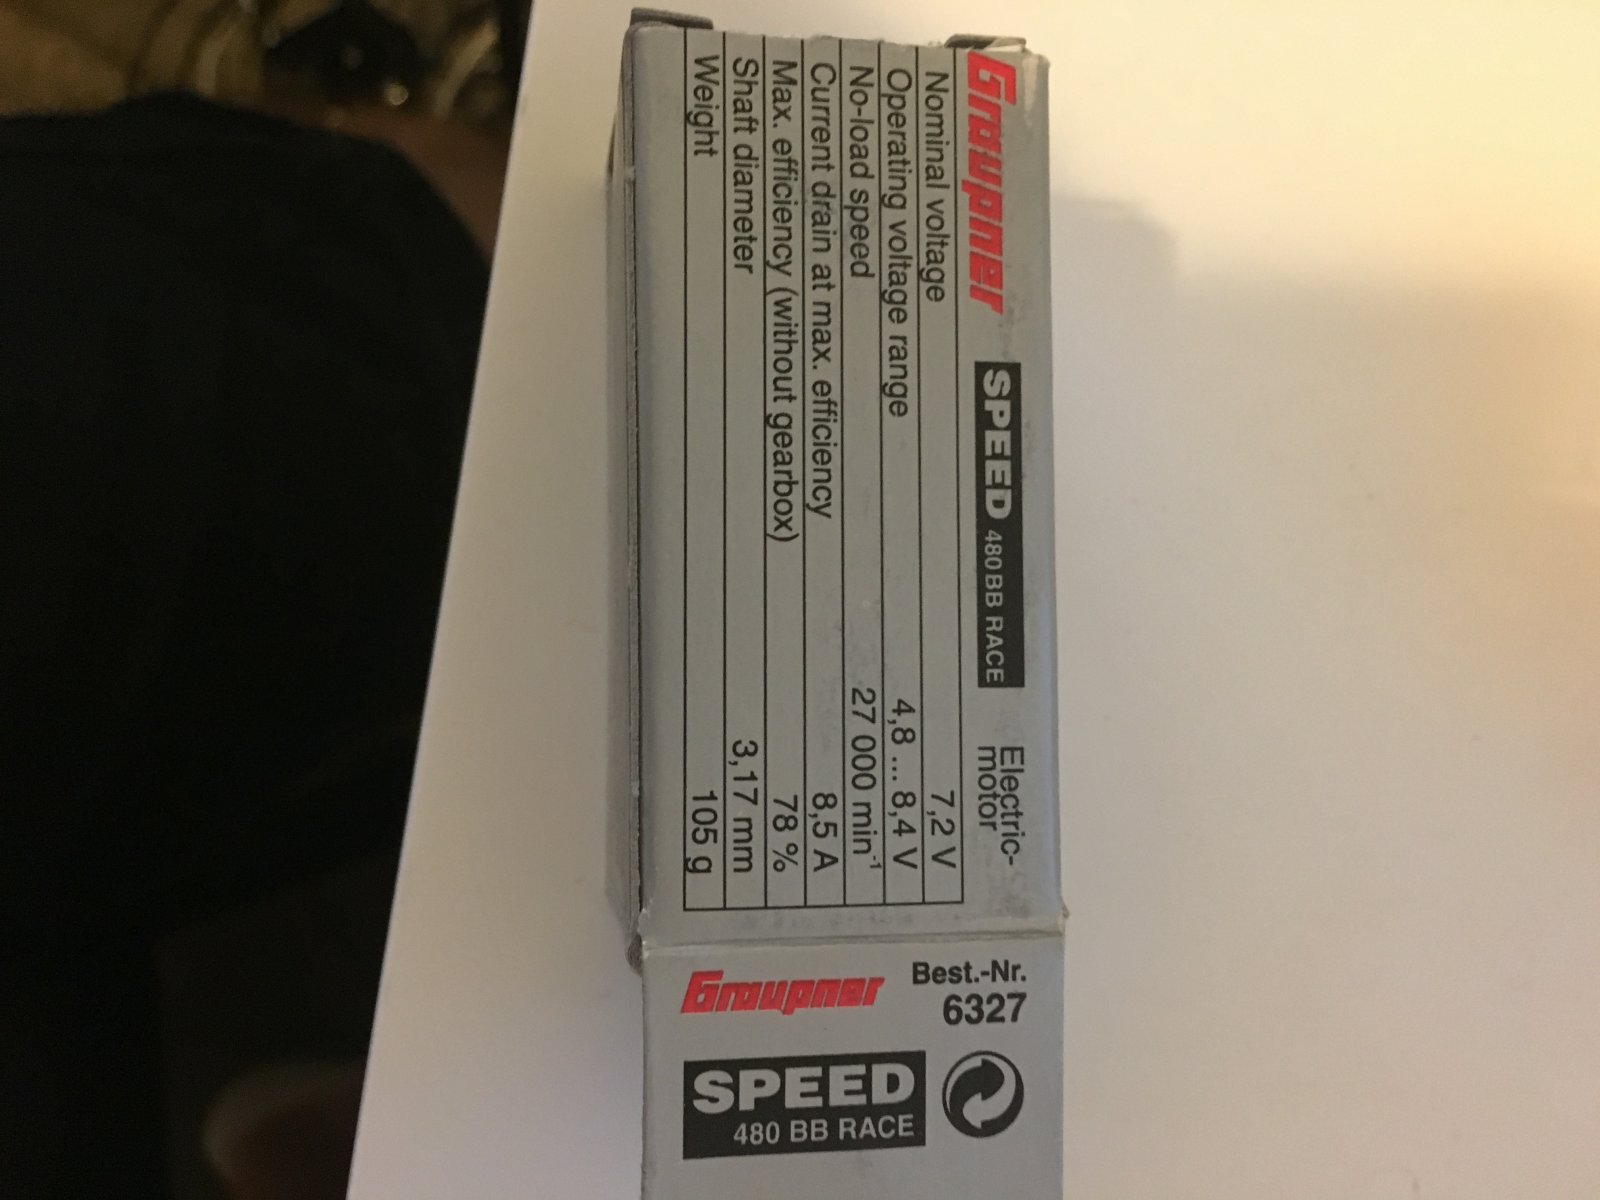 Graupner SPEED 480 BB RACE Electric-
motor
Nominal voltage 7,2 V
Operating voltage range 4,8 ... 8,4 V
No-load speed 27 000 min⁻¹
Current drain at max. efficiency 8,5 A
Max. efficiency (without gearbox) 78 %
Shaft diameter 3,17 mm
Weight 105 g
Graupner Best.-Nr.
6327
SPEED
480 BB RACE